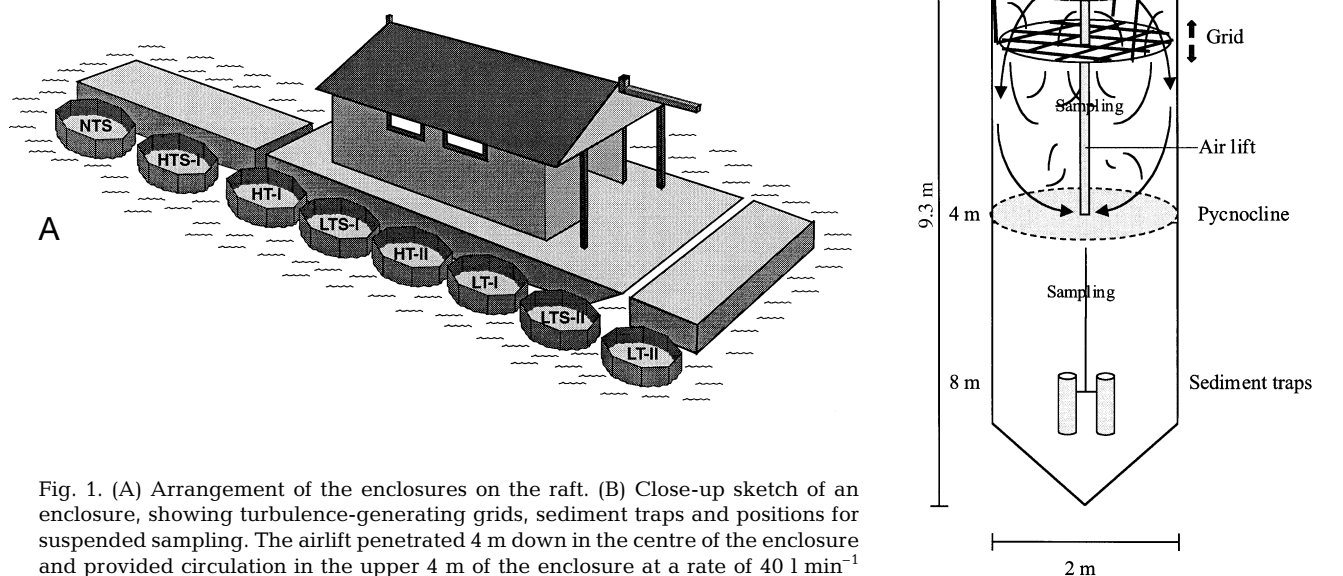 NTS
HTS-I
HT-I
LTS-I
HT-II
LT-I
LTS-II
LT-II
A
Fig. 1. (A) Arrangement of the enclosures on the raft. (B) Close-up sketch of an
enclosure, showing turbulence-generating grids, sediment traps and positions for
suspended sampling. The airlift penetrated 4 m down in the centre of the enclosure
and provided circulation in the upper 4 m of the enclosure at a rate of 40 l min⁻¹
Grid
Sampling
Air lift
9.3 m
4 m
Pycnocline
Sampling
8 m
Sediment traps
2 m